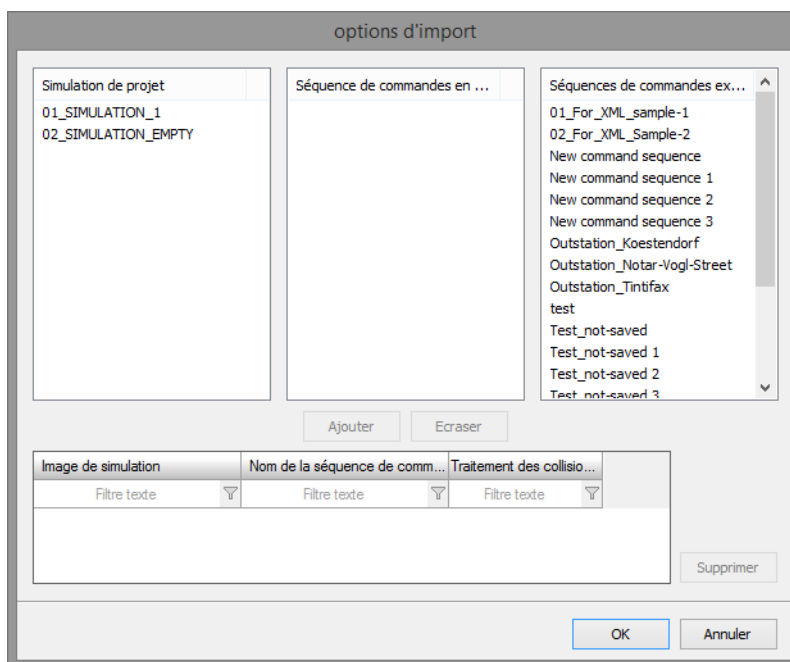 options d'import
Simulation de projet
01_SIMULATION_1
02_SIMULATION_EMPTY
Séquence de commandes en ...
Séquences de commandes ex...
01_For_XML_sample-1
02_For_XML_Sample-2
New command sequence
New command sequence 1
New command sequence 2
New command sequence 3
Outstation_Koestendorf
Outstation_Notar-Vogl-Street
Outstation_Tintifax
test
Test_not-saved
Test_not-saved 1
Test_not-saved 2
Test_not-saved 3
Ajouter Ecraser
Image de simulation Nom de la séquence de comm... Traitement des collisio...
Filtre texte Filtre texte Filtre texte
Supprimer
OK Annuler